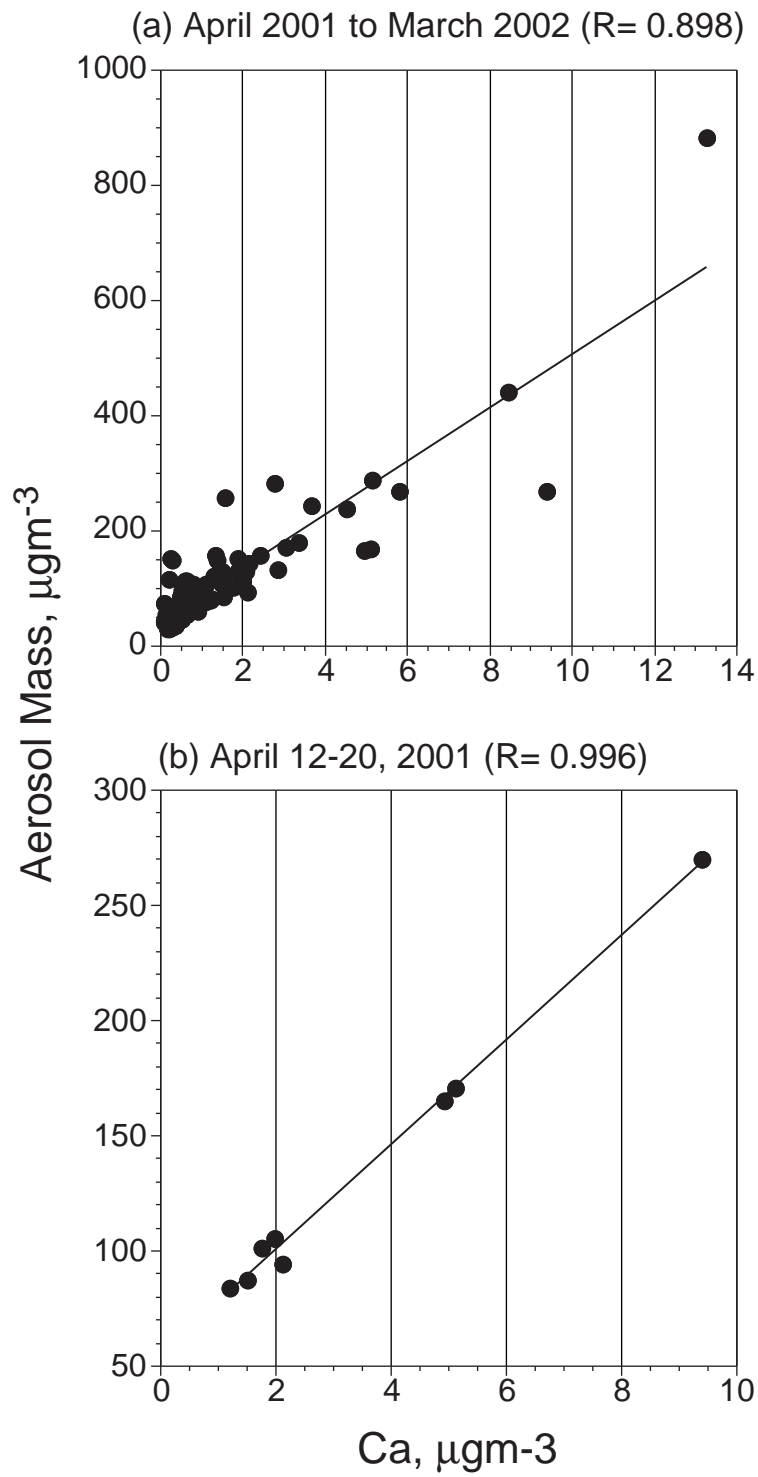 (a) April 2001 to March 2002 (R= 0.898)
1000
800
600
400
200
0
0 2 4 6 8 10 12 14
Aerosol Mass, μgm-3
(b) April 12-20, 2001 (R= 0.996)
300
250
200
150
100
50
0 2 4 6 8 10
Ca, μgm-3